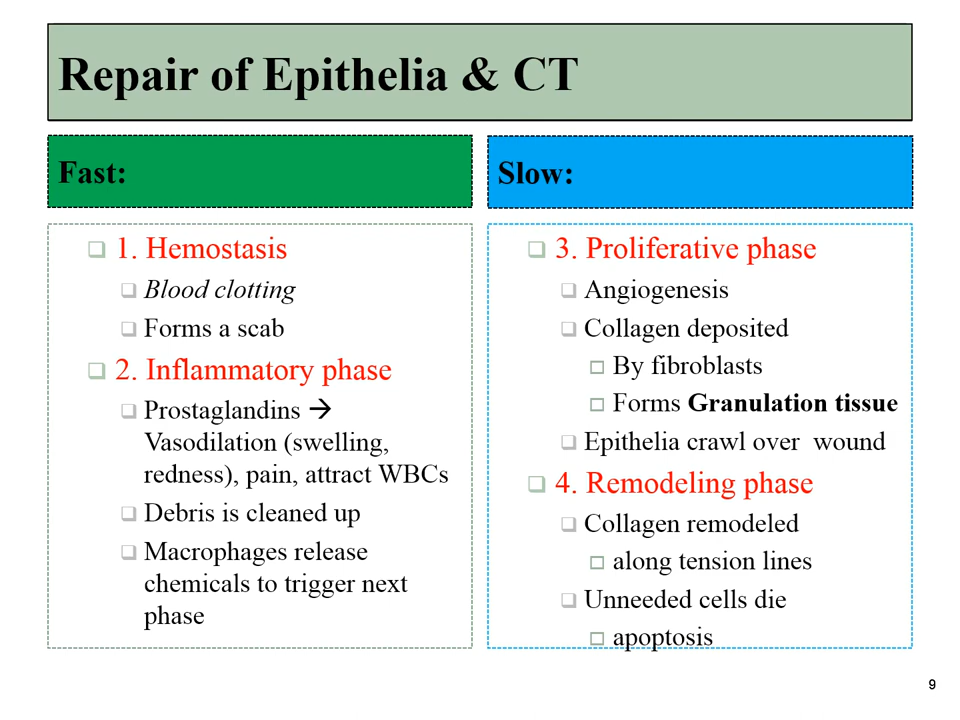 Repair of Epithelia & CT
Fast:
1. Hemostasis
Blood clotting
Forms a scab
2. Inflammatory phase
Prostaglandins →
Vasodilation (swelling,
redness), pain, attract WBCs
Debris is cleaned up
Macrophages release
chemicals to trigger next
phase
Slow:
3. Proliferative phase
Angiogenesis
Collagen deposited
By fibroblasts
Forms Granulation tissue
Epithelia crawl over wound
4. Remodeling phase
Collagen remodeled
along tension lines
Unneeded cells die
apoptosis
9